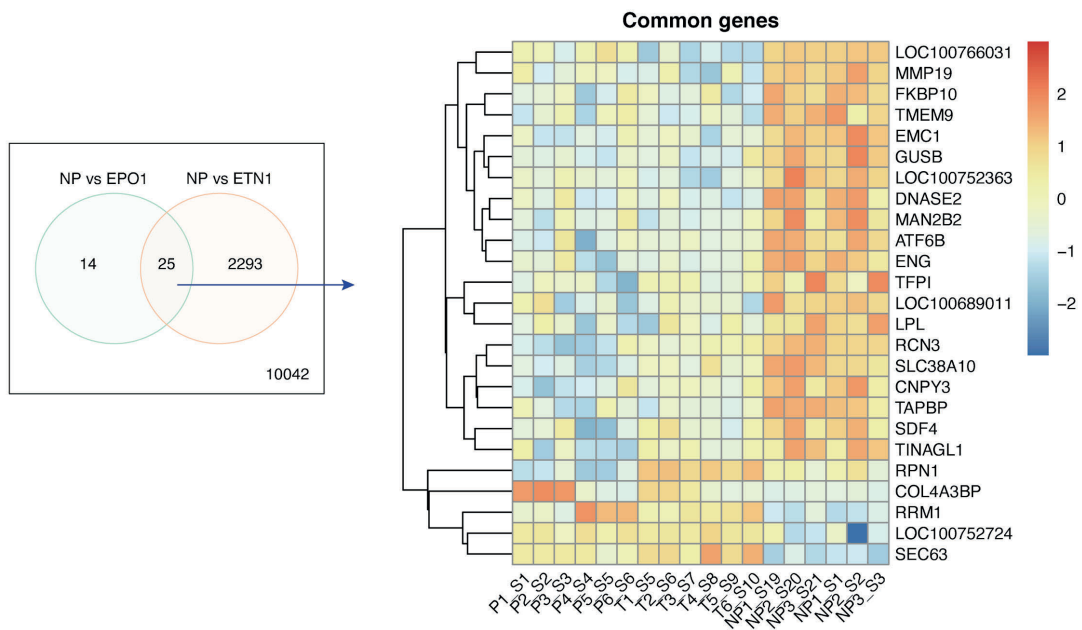 Common genes
NP vs EPO1 NP vs ETN1
14 25 2293
10042
LOC100766031
MMP19
FKBP10
TMEM9
EMC1
GUSB
LOC100752363
DNASE2
MAN2B2
ATF6B
ENG
TFPI
LOC100689011
LPL
RCN3
SLC38A10
CNPY3
TAPBP
SDF4
TINAGL1
RPN1
COL4A3BP
RRM1
LOC100752724
SEC63
2
1
0
−1
−2
P1_S1
P2_S2
P3_S3
P4_S4
P5_S5
P6_S6
T1_S5
T2_S6
T3_S7
T4_S8
T5_S9
T6_S10
NP1_S19
NP2_S20
NP3_S21
NP1_S1
NP2_S2
NP3_S3